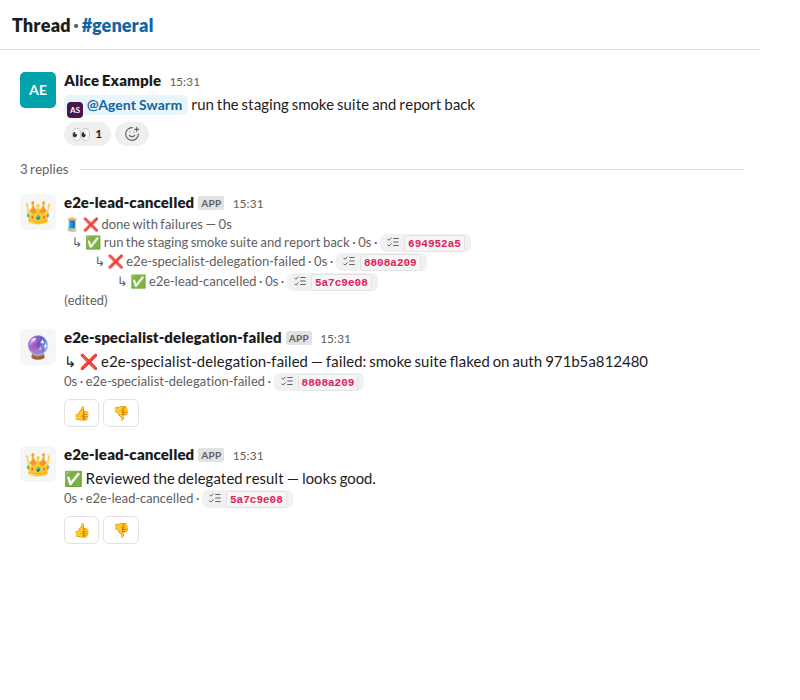 Thread · #general
AE
Alice Example 15:31
AS @Agent Swarm run the staging smoke suite and report back
👀 1
3 replies
e2e-lead-cancelled APP 15:31
🧵 ❌ done with failures — 0s
↳ ✅ run the staging smoke suite and report back · 0s · 694952a5
↳ ❌ e2e-specialist-delegation-failed · 0s · 8808a209
↳ ✅ e2e-lead-cancelled · 0s · 5a7c9e08
(edited)
e2e-specialist-delegation-failed APP 15:31
↳ ❌ e2e-specialist-delegation-failed — failed: smoke suite flaked on auth 971b5a812480
0s · e2e-specialist-delegation-failed · 8808a209
👍 👎
e2e-lead-cancelled APP 15:31
✅ Reviewed the delegated result — looks good.
0s · e2e-lead-cancelled · 5a7c9e08
👍 👎